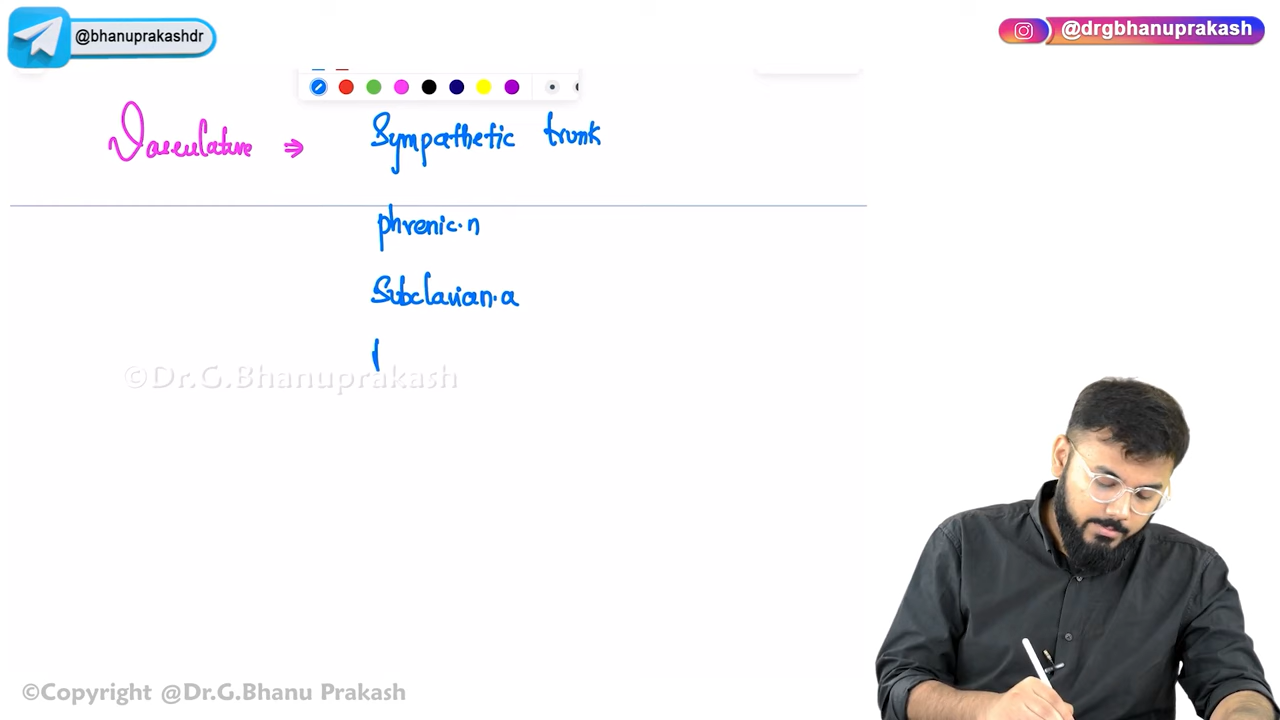 @bhanuprakashdr
@drgbhanuprakash
Vasculature ⇒ Sympathetic trunk
phrenic.n
Subclavian.a
©Dr.G.Bhanuprakash
©Copyright @Dr.G.Bhanu Prakash